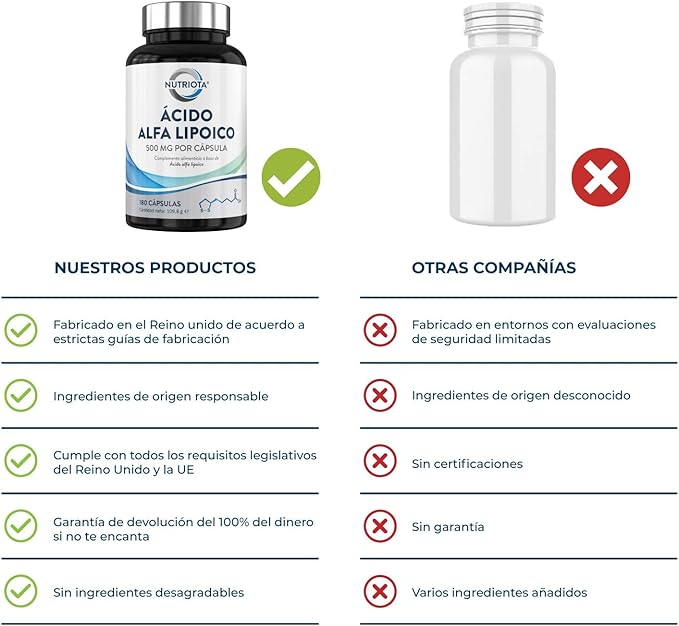 NUTRIOTA®
ÁCIDO
ALFA LIPOICO
500 MG POR CÁPSULA
Complemento alimenticio a base de
Ácido alfa lipoico
180 CÁPSULAS
Cantidad neta: 109,8 g e
NUESTROS PRODUCTOS
Fabricado en el Reino unido de acuerdo a
estrictas guías de fabricación
Ingredientes de origen responsable
Cumple con todos los requisitos legislativos
del Reino Unido y la UE
Garantía de devolución del 100% del dinero
si no te encanta
Sin ingredientes desagradables
OTRAS COMPAÑÍAS
Fabricado en entornos con evaluaciones
de seguridad limitadas
Ingredientes de origen desconocido
Sin certificaciones
Sin garantía
Varios ingredientes añadidos